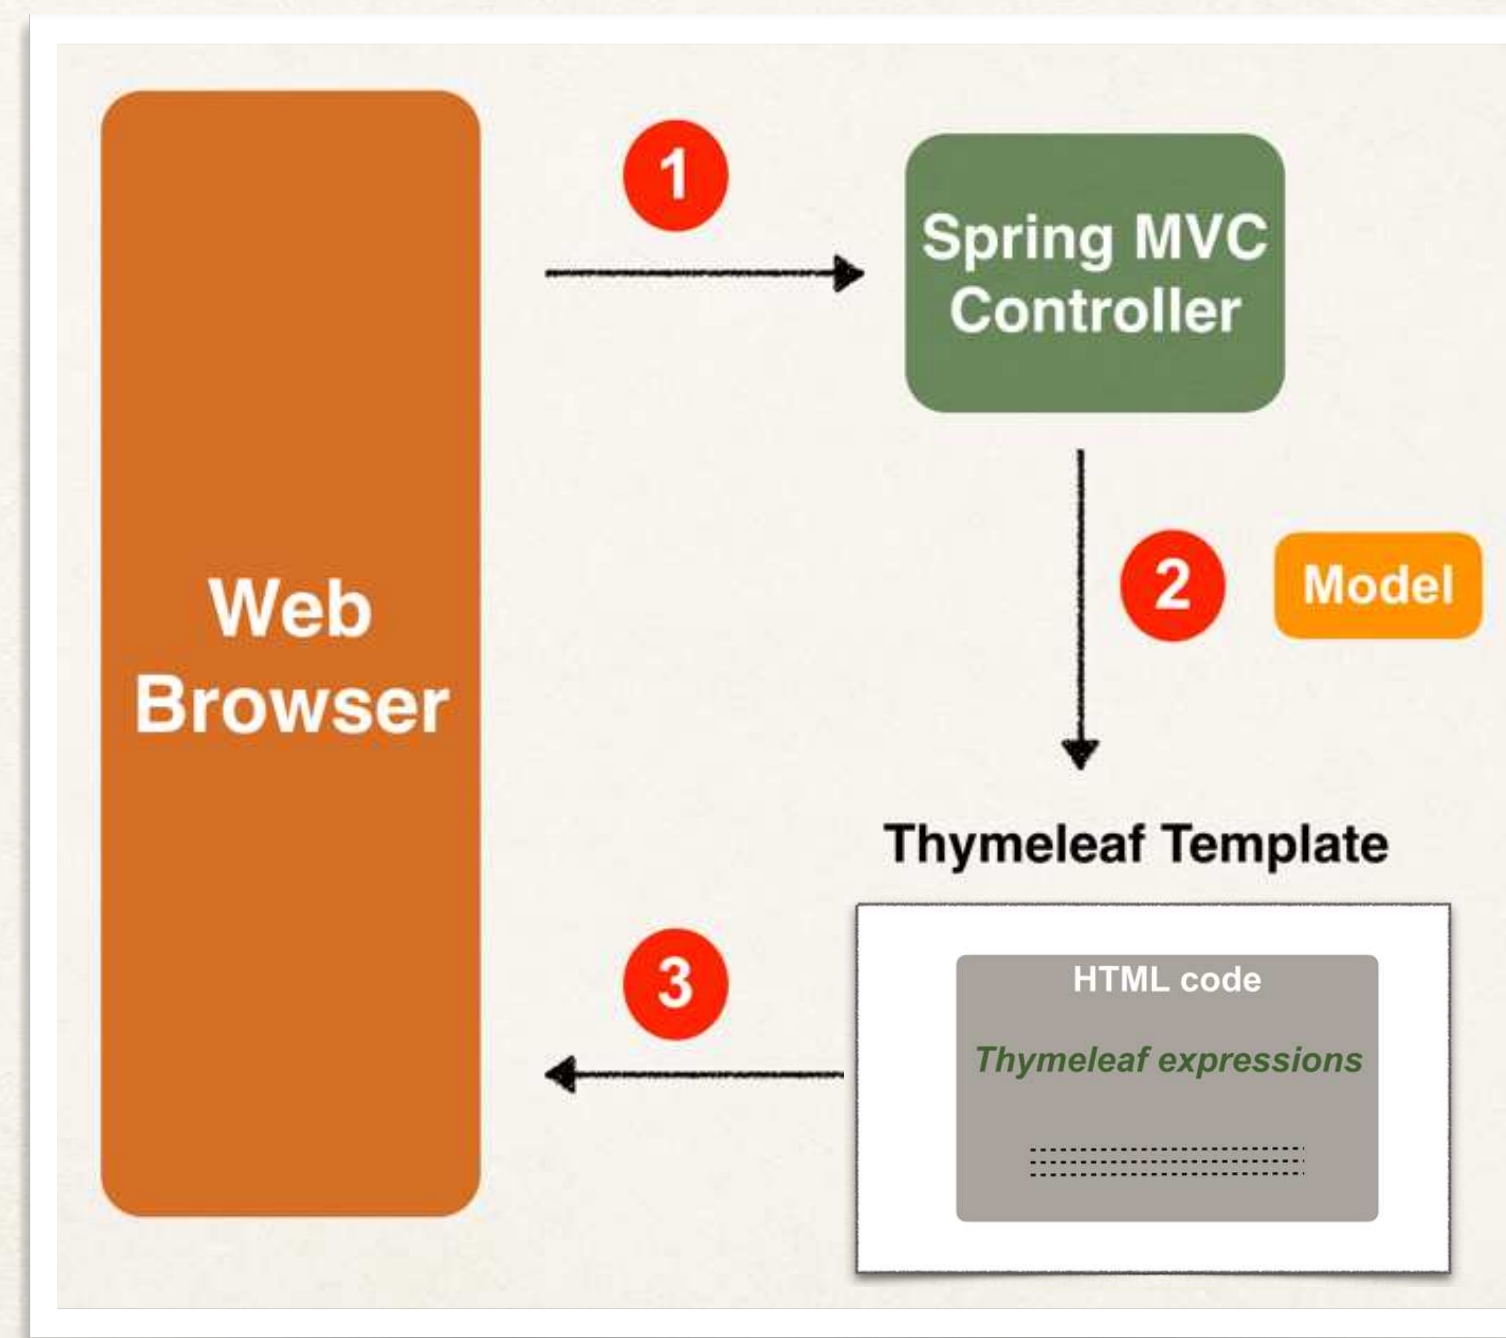 1
Spring MVC
Controller
2
Model
Web
Browser
Thymeleaf Template
3
HTML code
Thymeleaf expressions